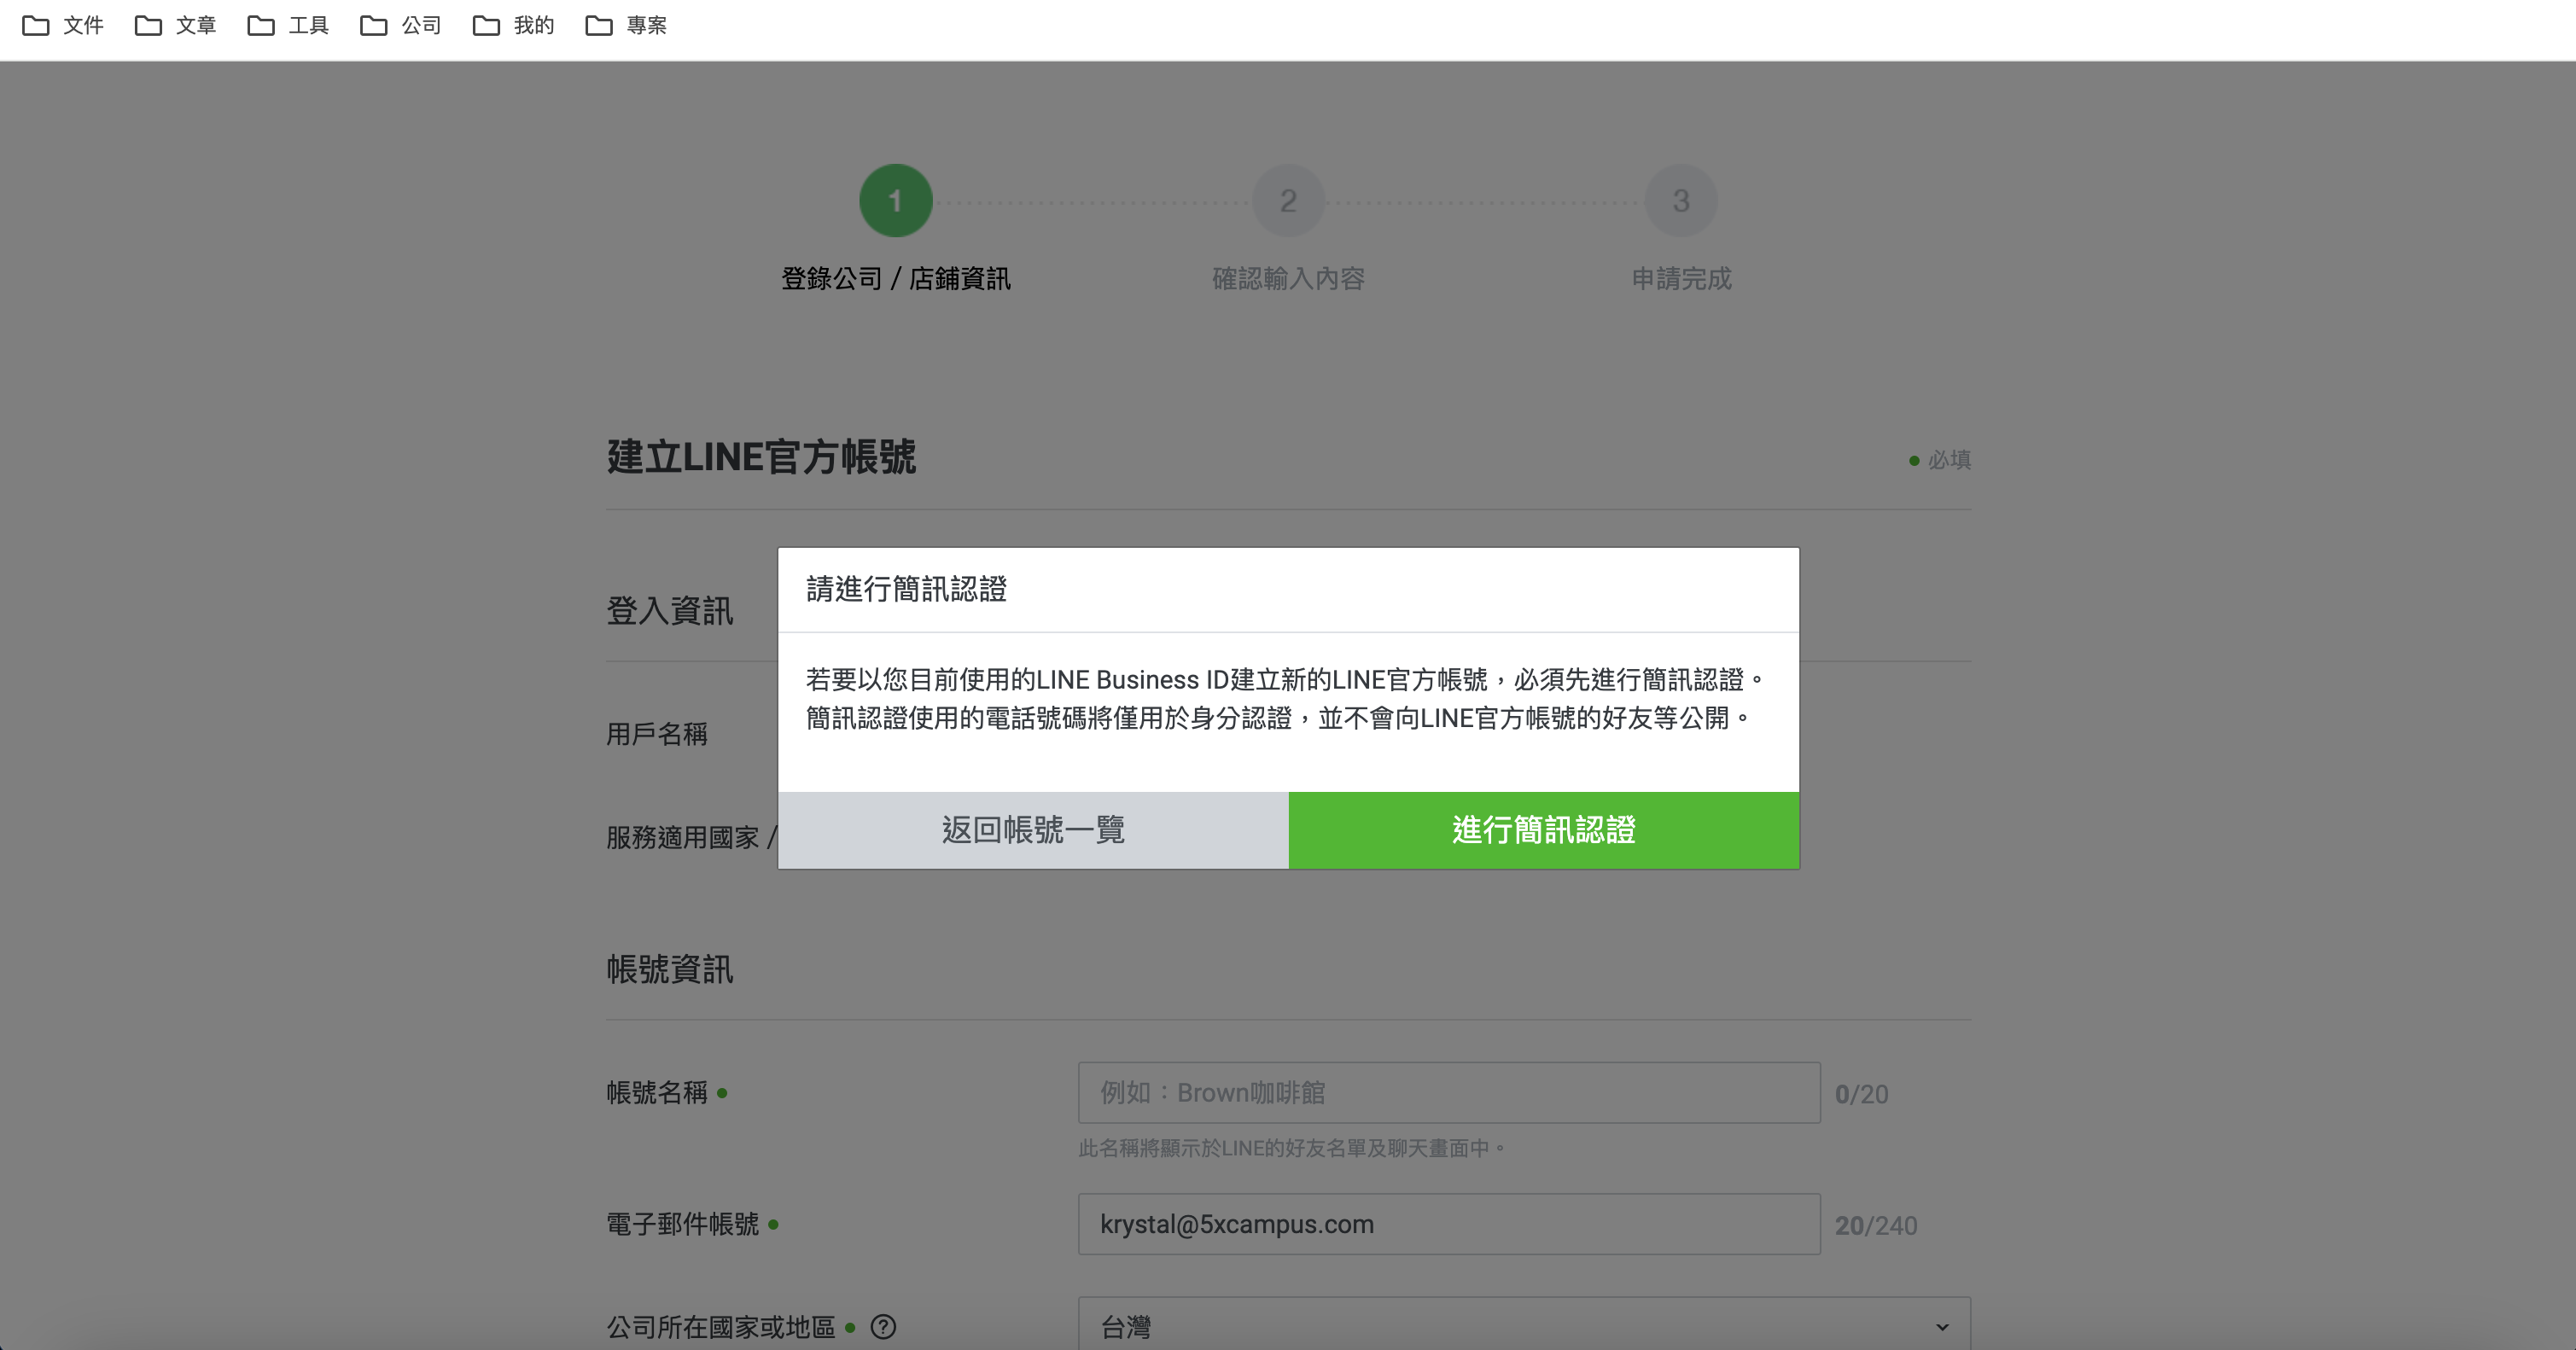 文件 文章 工具 公司 我的 專案
1 2 3
登錄公司 / 店鋪資訊 確認輸入內容 申請完成
建立LINE官方帳號 必填
請進行簡訊認證
登入資訊
若要以您目前使用的LINE Business ID建立新的LINE官方帳號，必須先進行簡訊認證。
簡訊認證使用的電話號碼將僅用於身分認證，並不會向LINE官方帳號的好友等公開。
用戶名稱
返回帳號一覽 進行簡訊認證
服務適用國家 /
帳號資訊
帳號名稱 例如：Brown咖啡館 0/20
此名稱將顯示於LINE的好友名單及聊天畫面中。
電子郵件帳號 krystal@5xcampus.com 20/240
公司所在國家或地區 ? 台灣